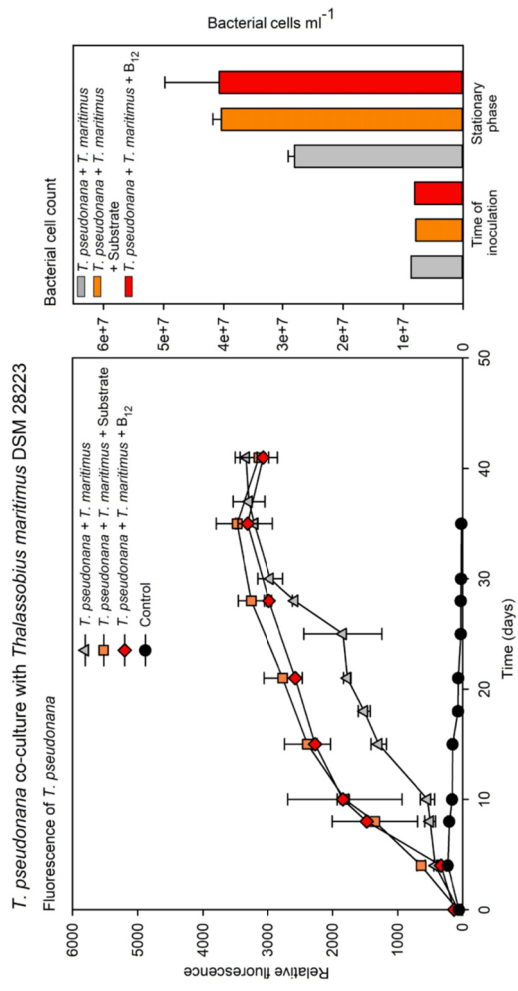 T. pseudonana co-culture with Thalassobius maritimus DSM 28223
Fluorescence of T. pseudonana
T. pseudonana + T. maritimus
T. pseudonana + T. maritimus + Substrate
T. pseudonana + T. maritimus + B12
Control
Relative fluorescence
6000
5000
4000
3000
2000
1000
0
0
10
20
30
40
50
Time (days)
Bacterial cell count
T. pseudonana + T. maritimus
T. pseudonana + T. maritimus
+ Substrate
T. pseudonana + T. maritimus + B12
6e+7
5e+7
4e+7
3e+7
2e+7
1e+7
0
Time of
inoculation
Stationary
phase
Bacterial cells ml-1